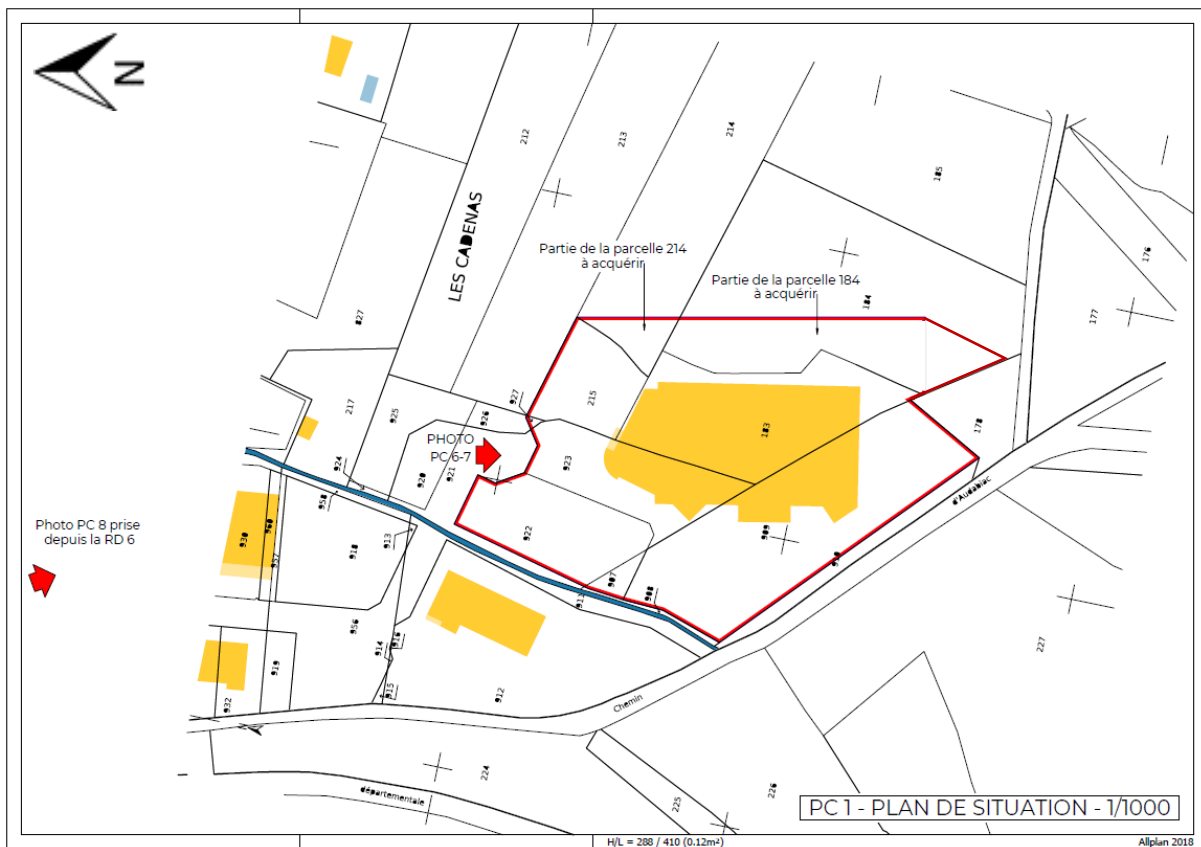 N
212
213
214
185
176
LES CADENAS
Partie de la parcelle 214
à acquérir
Partie de la parcelle 184
à acquérir
184
177
827
217
925
926
927
215
183
178
PHOTO
PC 6-7
924
920
921
923
958
Photo PC 8 prise
depuis la RD 6
930
960
957
918
913
922
909
910
d'Audabiac
907
908
911
956
914
916
915
919
932
912
Chemin
227
224
départementale
225
226
PC 1 - PLAN DE SITUATION - 1/1000
H/L = 288 / 410 (0.12m²)
Allplan 2018